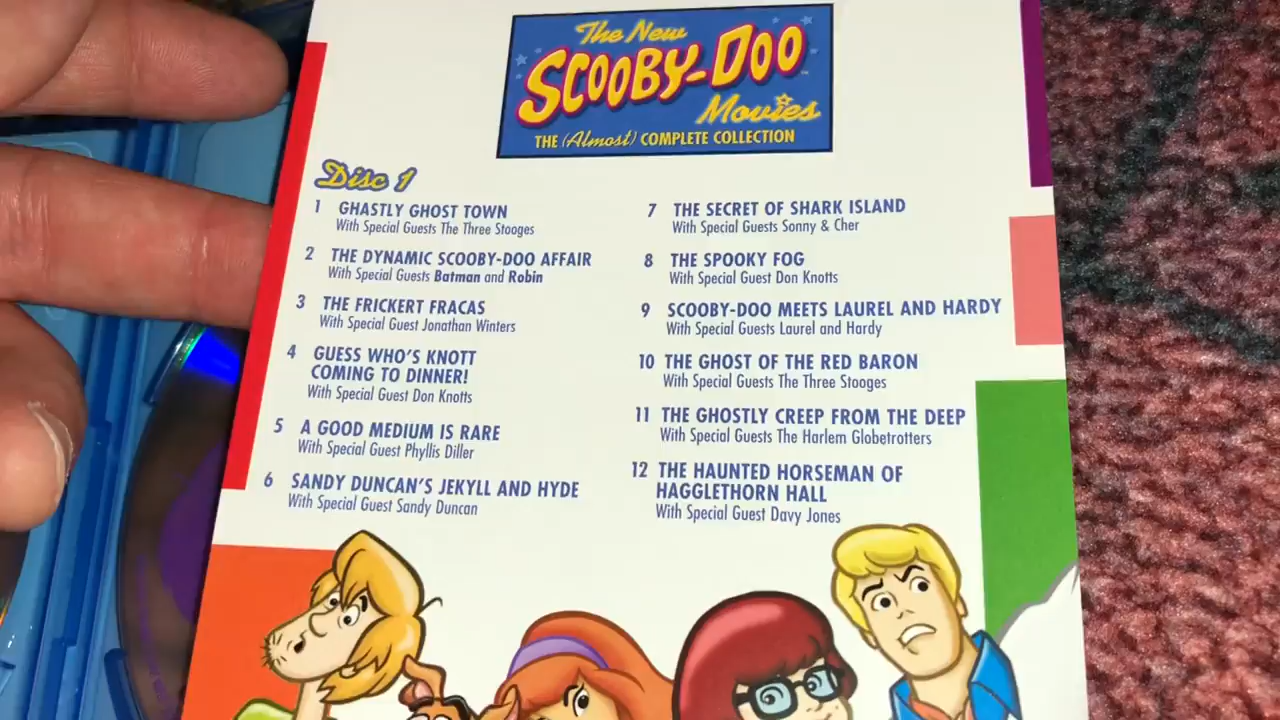 The New
SCOOBY-DOO
Movies
THE (Almost) COMPLETE COLLECTION
Disc 1
1 GHASTLY GHOST TOWN
With Special Guests The Three Stooges
2 THE DYNAMIC SCOOBY-DOO AFFAIR
With Special Guests Batman and Robin
3 THE FRICKERT FRACAS
With Special Guest Jonathan Winters
4 GUESS WHO'S KNOTT
COMING TO DINNER!
With Special Guest Don Knotts
5 A GOOD MEDIUM IS RARE
With Special Guest Phyllis Diller
6 SANDY DUNCAN'S JEKYLL AND HYDE
With Special Guest Sandy Duncan
7 THE SECRET OF SHARK ISLAND
With Special Guests Sonny & Cher
8 THE SPOOKY FOG
With Special Guest Don Knotts
9 SCOOBY-DOO MEETS LAUREL AND HARDY
With Special Guests Laurel and Hardy
10 THE GHOST OF THE RED BARON
With Special Guests The Three Stooges
11 THE GHOSTLY CREEP FROM THE DEEP
With Special Guests The Harlem Globetrotters
12 THE HAUNTED HORSEMAN OF
HAGGLETHORN HALL
With Special Guest Davy Jones